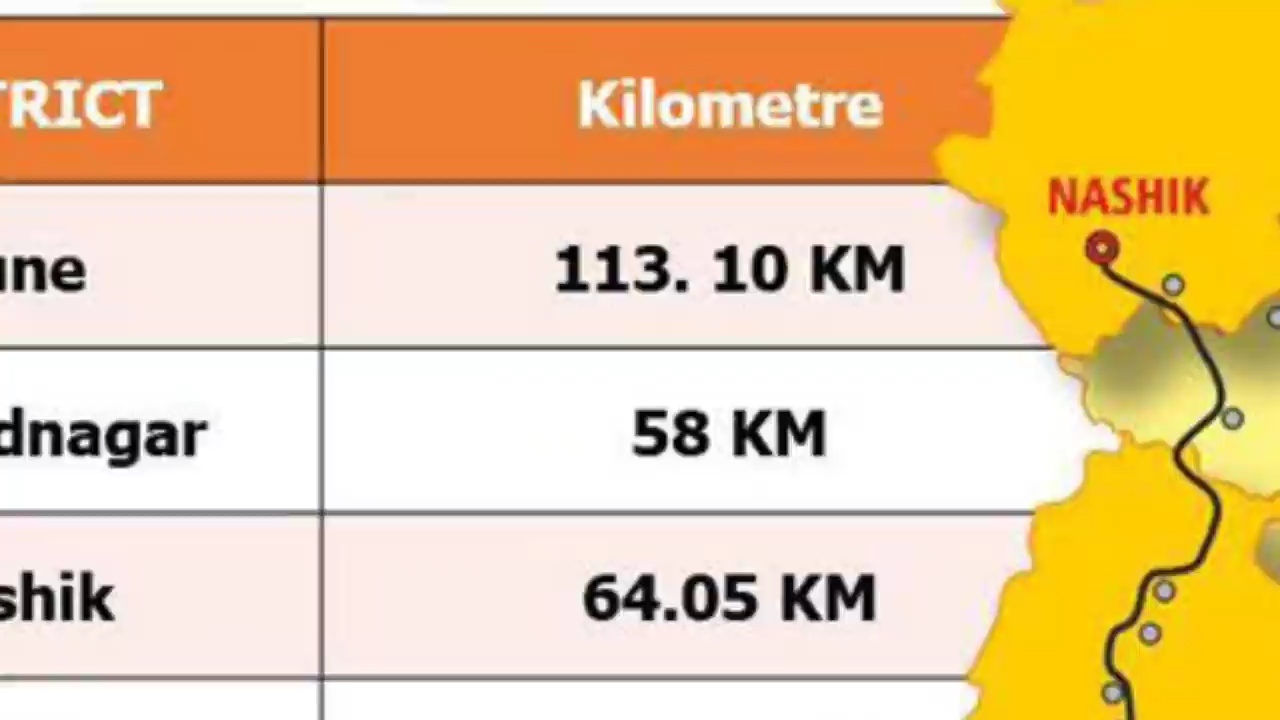 TRICT Kilometre
NASHIK
une 113. 10 KM
dnagar 58 KM
shik 64.05 KM